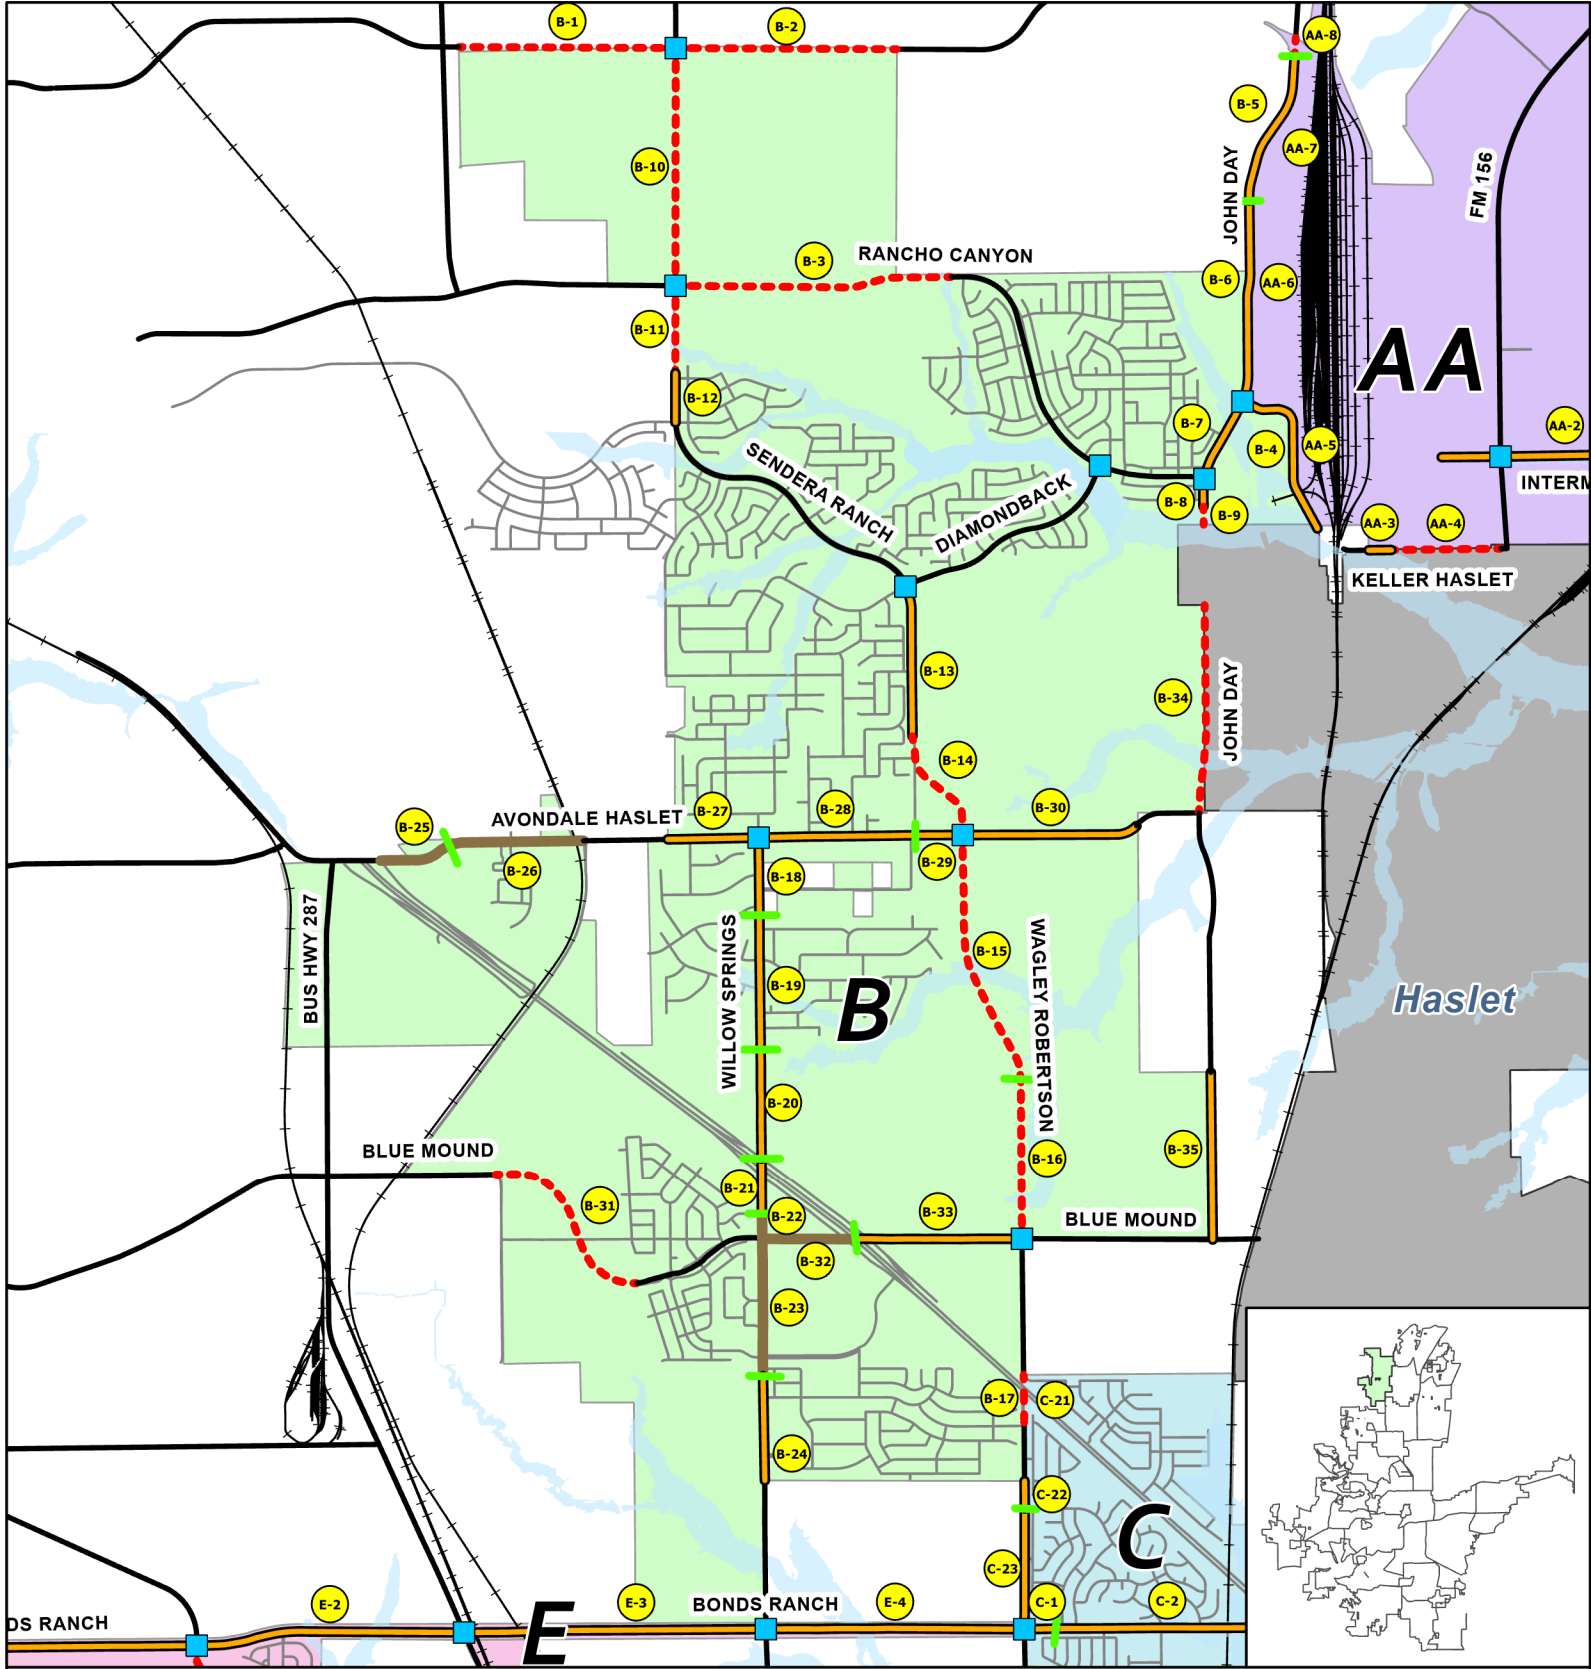 B-1
B-2
AA-8
B-5
AA-7
JOHN DAY
FM 156
B-10
B-3
RANCHO CANYON
B-6
AA-6
B-11
AA
B-12
B-7
B-4
AA-5
AA-2
SENDERA RANCH
DIAMONDBACK
INTERM
B-8
B-9
AA-3
AA-4
KELLER HASLET
B-13
B-34
JOHN DAY
B-14
B-25
AVONDALE HASLET
B-27
B-28
B-30
B-26
B-18
B-29
BUS HWY 287
WILLOW SPRINGS
B-19
B
B-15
WAGLEY ROBERTSON
Haslet
B-20
BLUE MOUND
B-21
B-16
B-35
B-31
B-22
B-33
BLUE MOUND
B-32
B-23
B-17
C-21
B-24
C-22
C
C-23
E-2
E-3
BONDS RANCH
E-4
C-1
C-2
DS RANCH
E